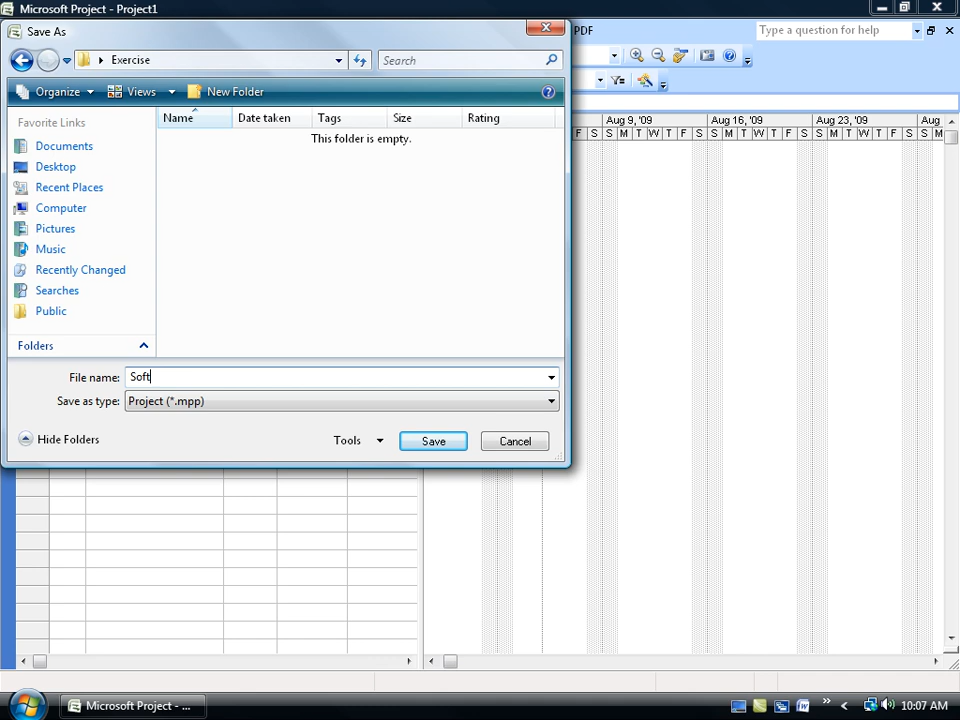 Microsoft Project - Project1
Save As
PDF
Type a question for help
Exercise
Search
Organize
Views
New Folder
Favorite Links
Name
Date taken
Tags
Size
Rating
This folder is empty.
Documents
Desktop
Recent Places
Computer
Pictures
Music
Recently Changed
Searches
Public
Folders
File name:
Soft
Save as type:
Project (*.mpp)
Hide Folders
Tools
Save
Cancel
Aug 9, '09
Aug 16, '09
Aug 23, '09
Aug
F S S M T W T F S S M T W T F S S M T W T F S S M
Microsoft Project - ...
10:07 AM